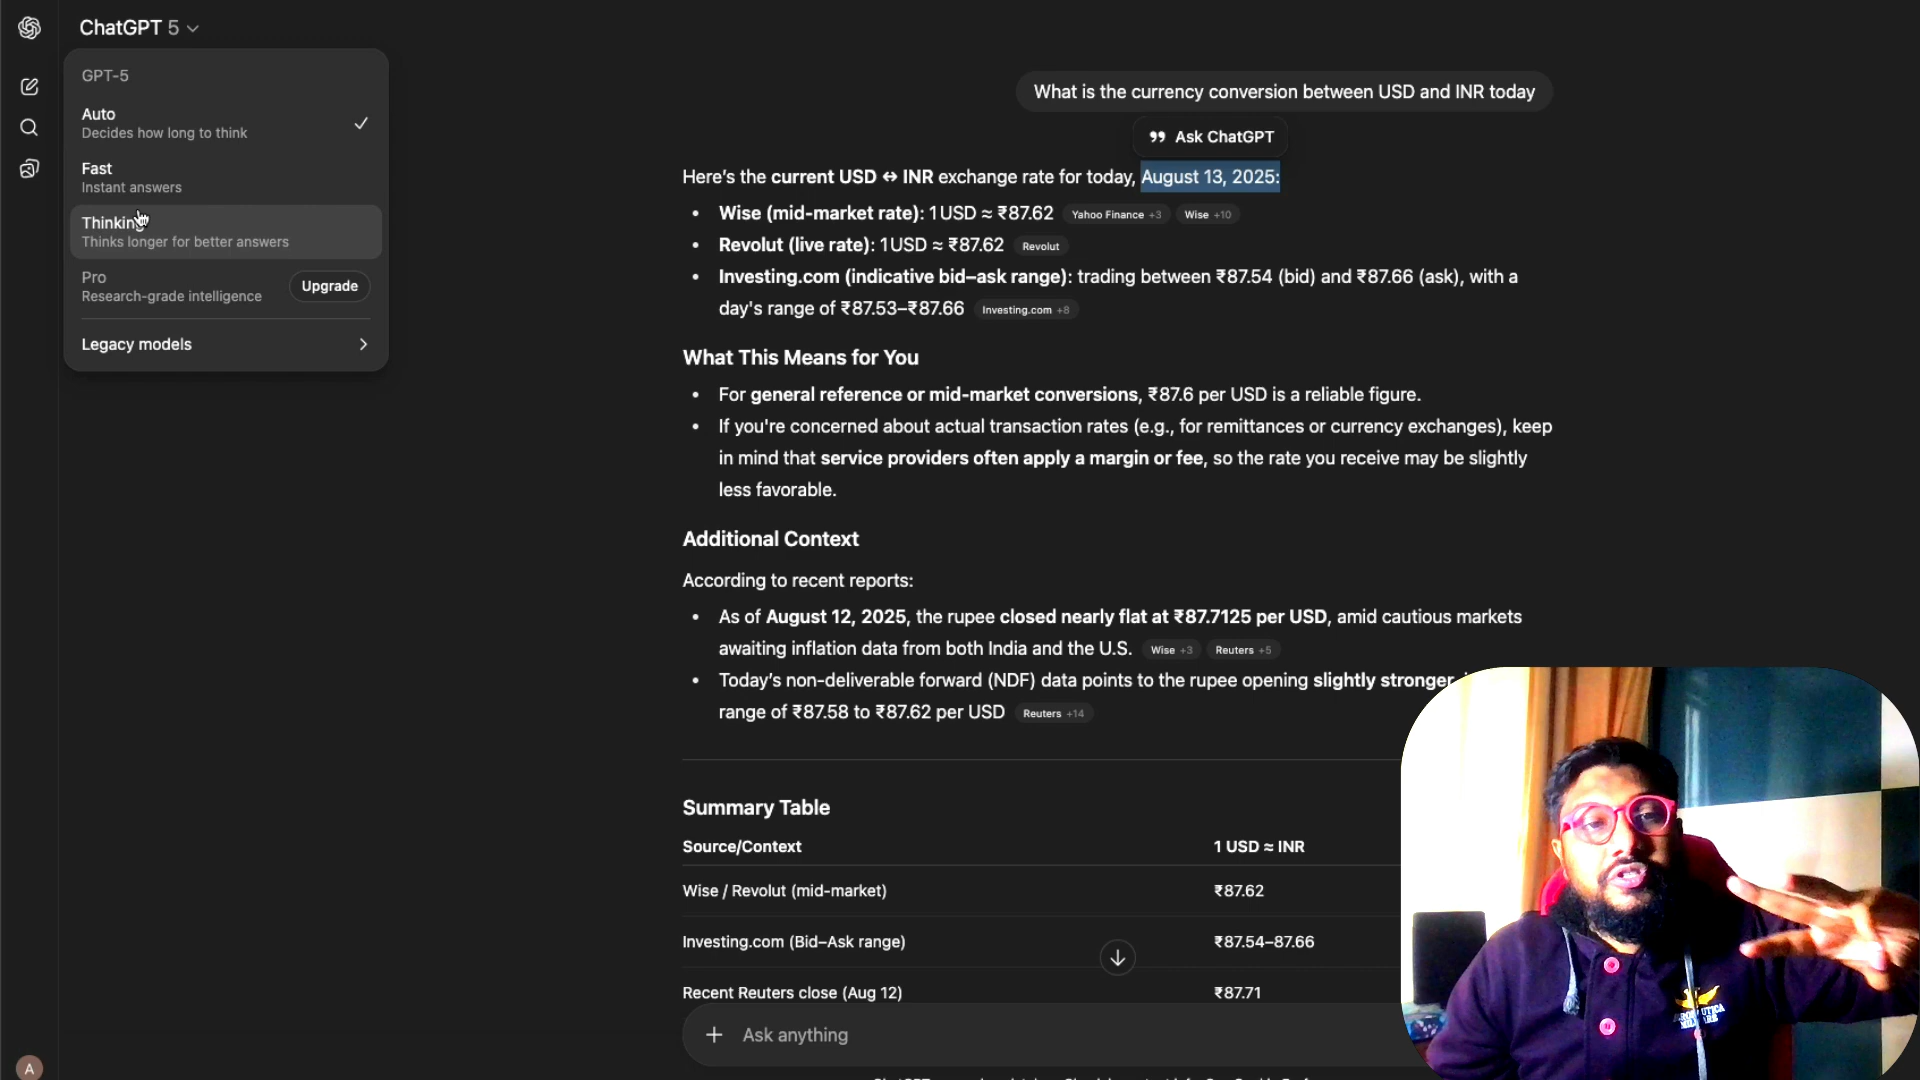 ChatGPT 5
GPT-5
Auto
Decides how long to think
Fast
Instant answers
Thinking
Thinks longer for better answers
Pro
Research-grade intelligence
Upgrade
Legacy models
What is the currency conversion between USD and INR today
Ask ChatGPT
Here's the current USD ↔ INR exchange rate for today, August 13, 2025:
• Wise (mid-market rate): 1 USD ≈ ₹87.62 Yahoo Finance +3 Wise +10
• Revolut (live rate): 1 USD ≈ ₹87.62 Revolut
• Investing.com (indicative bid–ask range): trading between ₹87.54 (bid) and ₹87.66 (ask), with a
day's range of ₹87.53–₹87.66 Investing.com +8
What This Means for You
• For general reference or mid-market conversions, ₹87.6 per USD is a reliable figure.
• If you're concerned about actual transaction rates (e.g., for remittances or currency exchanges), keep
in mind that service providers often apply a margin or fee, so the rate you receive may be slightly
less favorable.
Additional Context
According to recent reports:
• As of August 12, 2025, the rupee closed nearly flat at ₹87.7125 per USD, amid cautious markets
awaiting inflation data from both India and the U.S. Wise +3 Reuters +5
• Today's non-deliverable forward (NDF) data points to the rupee opening slightly stronger,
range of ₹87.58 to ₹87.62 per USD Reuters +14
Summary Table
Source/Context 1 USD ≈ INR
Wise / Revolut (mid-market) ₹87.62
Investing.com (Bid–Ask range) ₹87.54–87.66
Recent Reuters close (Aug 12) ₹87.71
Ask anything
A